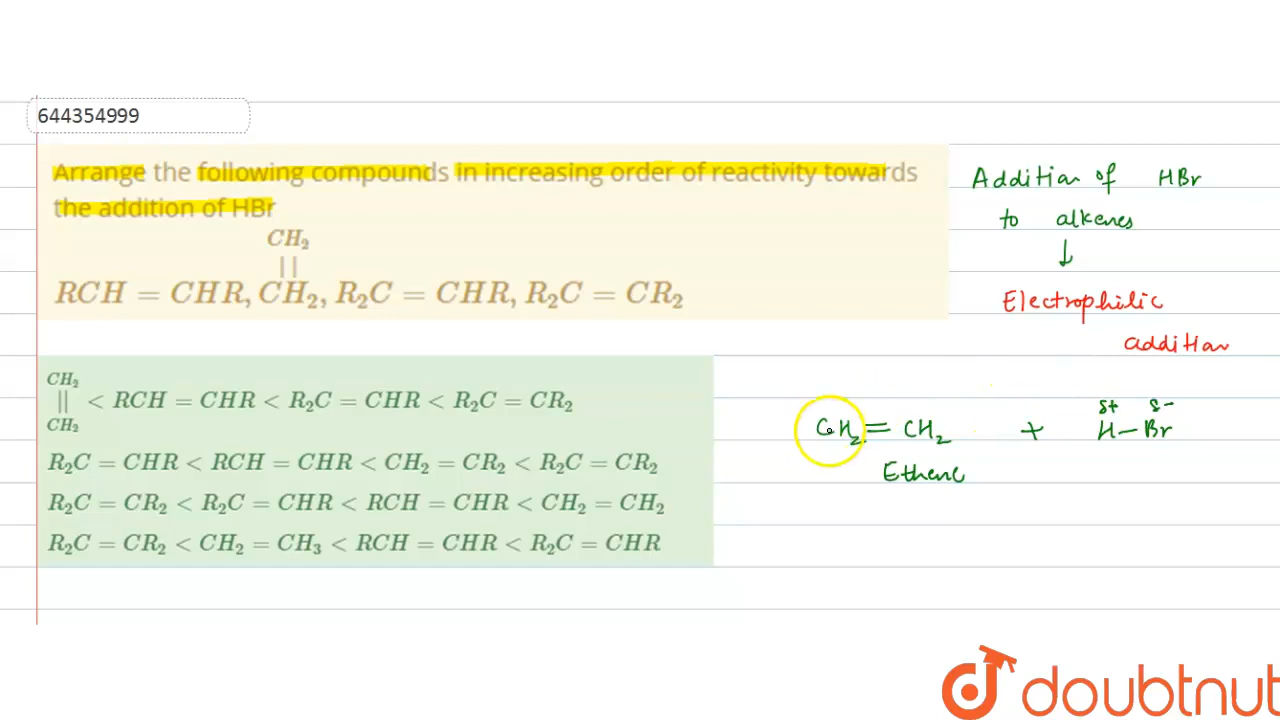 644354999
Arrange the following compounds in increasing order of reactivity towards
the addition of HBr
CH₂
||
RCH = CHR, CH₂, R₂C = CHR, R₂C = CR₂
CH₂
|| < RCH = CHR < R₂C = CHR < R₂C = CR₂
CH₂
R₂C = CHR < RCH = CHR < CH₂ = CR₂ < R₂C = CR₂
R₂C = CR₂ < R₂C = CHR < RCH = CHR < CH₂ = CH₂
R₂C = CR₂ < CH₂ = CH₃ < RCH = CHR < R₂C = CHR
Addition of HBr
to alkenes
↓
Electrophilic
addition
δ+ δ−
CH₂ = CH₂ + H − Br
Ethene
doubtnut